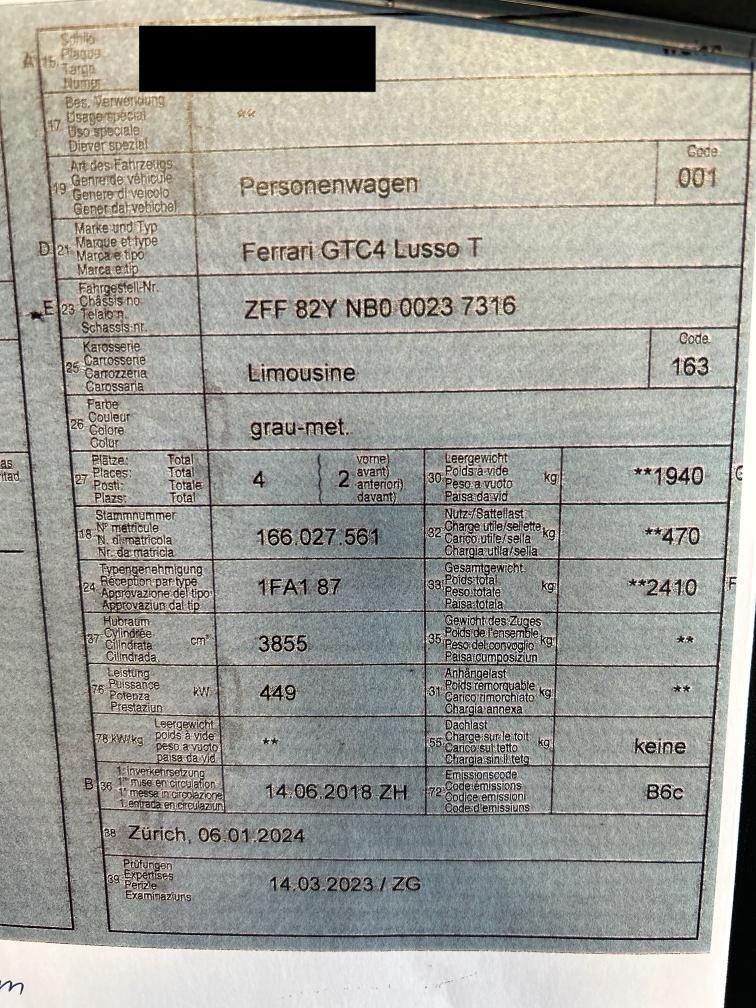 A 15 Schild
Plaque
Targa
Numer
17 Bes. Verwendung
Usage spécial
Uso speciale
Diever spezial
**
19 Art des Fahrzeugs
Genre de véhicule
Genere di veicolo
Gener dal vehichel
Personenwagen
Code
001
D 21 Marke und Typ
Marque et type
Marca e tipo
Marca e tip
Ferrari GTC4 Lusso T
E 23 Fahrgestell-Nr.
Châssis no
Telaio n.
Schassis nr.
ZFF 82Y NB0 0023 7316
25 Karosserie
Carrosserie
Carrozzeria
Carossaria
Limousine
Code
163
26 Farbe
Couleur
Colore
Colur
grau-met.
27 Plätze: Total
Places: Total
Posti: Totale
Plazs: Total
4
2 vorne)
avant)
anteriori)
davant)
30 Leergewicht
Poids à vide
Peso a vuoto
Paisa da vid
kg
**1940
G
18 Stammnummer
N° matricule
N. di matricola
Nr. da matricla
166.027.561
32 Nutz-/Sattellast
Charge utile/sellette
Carico utile/sella
Chargia utila/sella
kg
**470
24 Typengenehmigung
Réception par type
Approvazione del tipo
Approvaziun dal tip
1FA1 87
33 Gesamtgewicht
Poids total
Peso totale
Paisa totala
kg
**2410
F
37 Hubraum
Cylindrée
Cilindrata
Cilindrada
cm³
3855
35 Gewicht des Zuges
Poids de l'ensemble
Peso del convoglio
Paisa cumposiziun
kg
**
76 Leistung
Puissance
Potenza
Prestaziun
kW
449
31 Anhängelast
Poids remorquable
Carico rimorchiato
Chargia annexa
kg
**
78 kW/kg Leergewicht
poids à vide
peso a vuoto
paisa da vid
**
55 Dachlast
Charge sur le toit
Carico sul tetto
Chargia sin il tetg
kg
keine
B 36 1. Inverkehrsetzung
1re mise en circulation
1a messa in circolazione
1. entrada en circulaziun
14.06.2018 ZH
72 Emissionscode
Code émissions
Codice emissioni
Code d'emissiuns
B6c
38 Zürich, 06.01.2024
39 Prüfungen
Expertises
Perizie
Examinaziuns
14.03.2023 / ZG